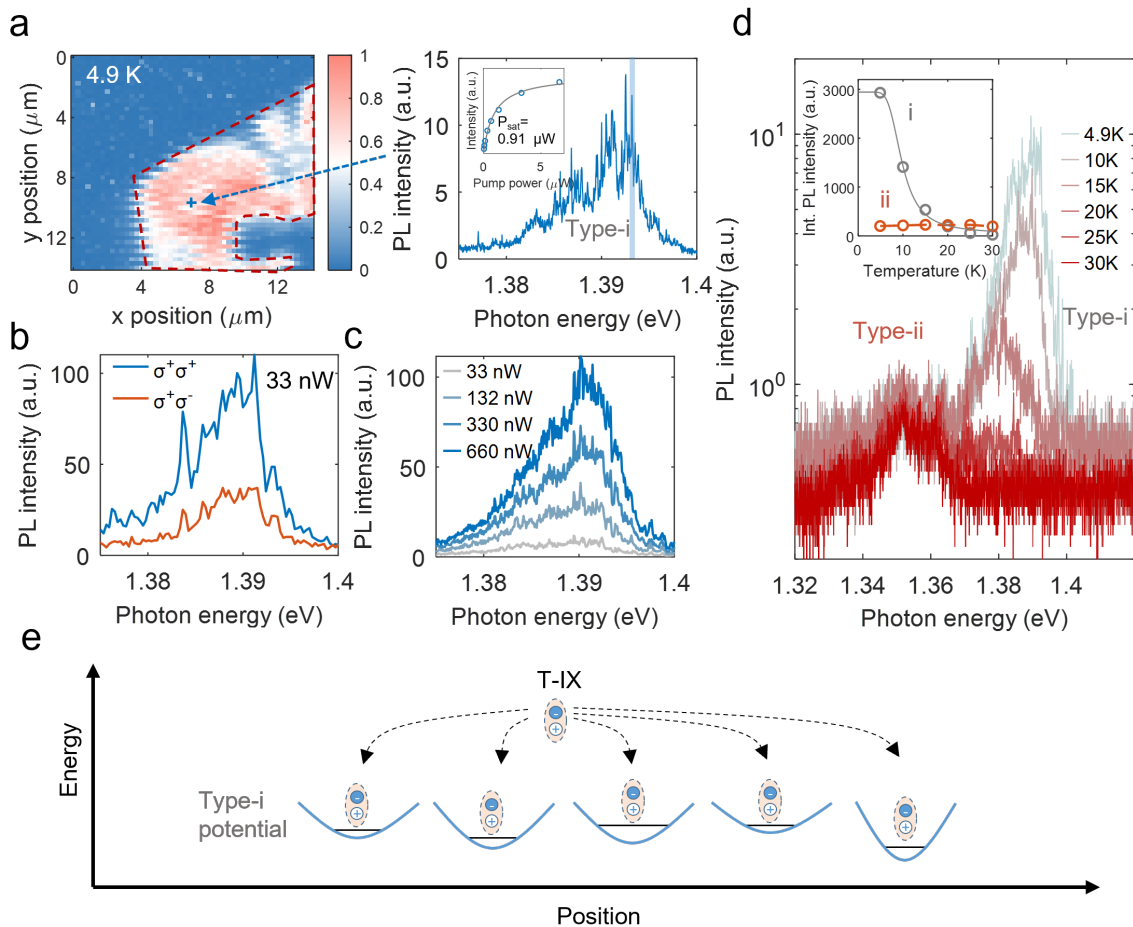 a
4.9 K
0
4
8
12
y position (μm)
0
4
8
12
x position (μm)
1
0.8
0.6
0.4
0.2
0
15
10
5
0
PL intensity (a.u.)
Intensity (a.u.)
P_sat=
0.91 μW
0
5
Pump power (μW)
Type-i
1.38
1.39
1.4
Photon energy (eV)
b
σ⁺σ⁺
σ⁺σ⁻
33 nW
100
50
0
PL intensity (a.u.)
1.38
1.39
1.4
Photon energy (eV)
c
33 nW
132 nW
330 nW
660 nW
100
50
0
PL intensity (a.u.)
1.38
1.39
1.4
Photon energy (eV)
d
10¹
10⁰
PL intensity (a.u.)
3000
1000
0
Int. PL intensity (a.u.)
i
ii
0
10
20
30
Temperature (K)
4.9K
10K
15K
20K
25K
30K
Type-ii
Type-i
1.32
1.34
1.36
1.38
1.4
Photon energy (eV)
e
Energy
T-IX
-
+
Type-i
potential
-
+
-
+
-
+
-
+
-
+
Position